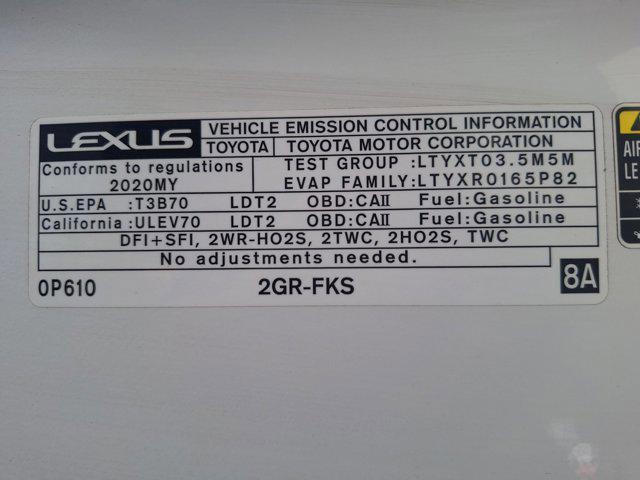 LEXUS VEHICLE EMISSION CONTROL INFORMATION
TOYOTA TOYOTA MOTOR CORPORATION
Conforms to regulations TEST GROUP :LTYXT03.5M5M
2020MY EVAP FAMILY:LTYXR0165P82
U.S.EPA :T3B70 LDT2 OBD:CAII Fuel:Gasoline
California :ULEV70 LDT2 OBD:CAII Fuel:Gasoline
DFI+SFI, 2WR-HO2S, 2TWC, 2HO2S, TWC
No adjustments needed.
0P610 2GR-FKS 8A
AIR
LE